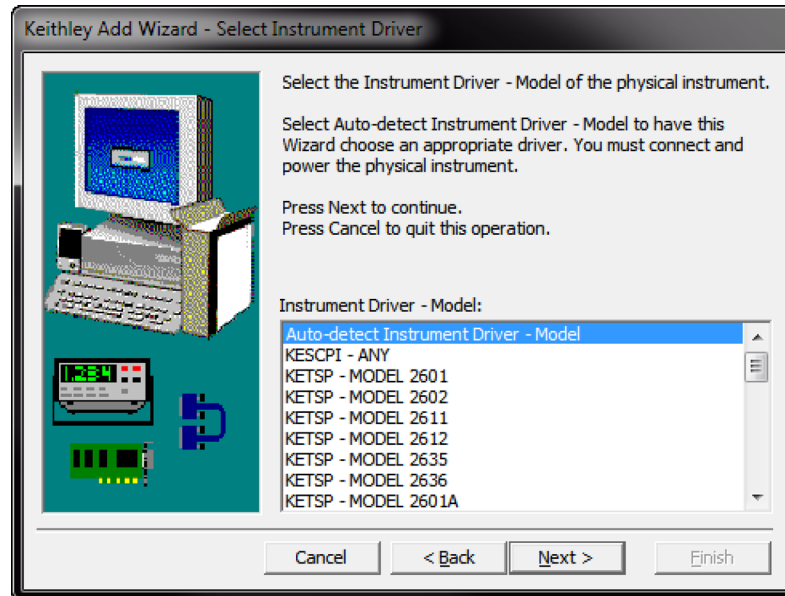 Keithley Add Wizard - Select Instrument Driver
Select the Instrument Driver - Model of the physical instrument.
Select Auto-detect Instrument Driver - Model to have this
Wizard choose an appropriate driver. You must connect and
power the physical instrument.
Press Next to continue.
Press Cancel to quit this operation.
Instrument Driver - Model:
Auto-detect Instrument Driver - Model
KESCPI - ANY
KETSP - MODEL 2601
KETSP - MODEL 2602
KETSP - MODEL 2611
KETSP - MODEL 2612
KETSP - MODEL 2635
KETSP - MODEL 2636
KETSP - MODEL 2601A
1.234
Cancel
< Back
Next >
Finish